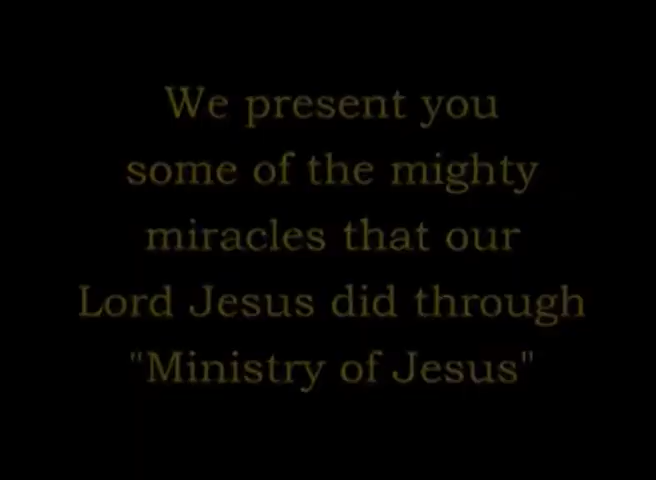 We present you
some of the mighty
miracles that our
Lord Jesus did through
"Ministry of Jesus"